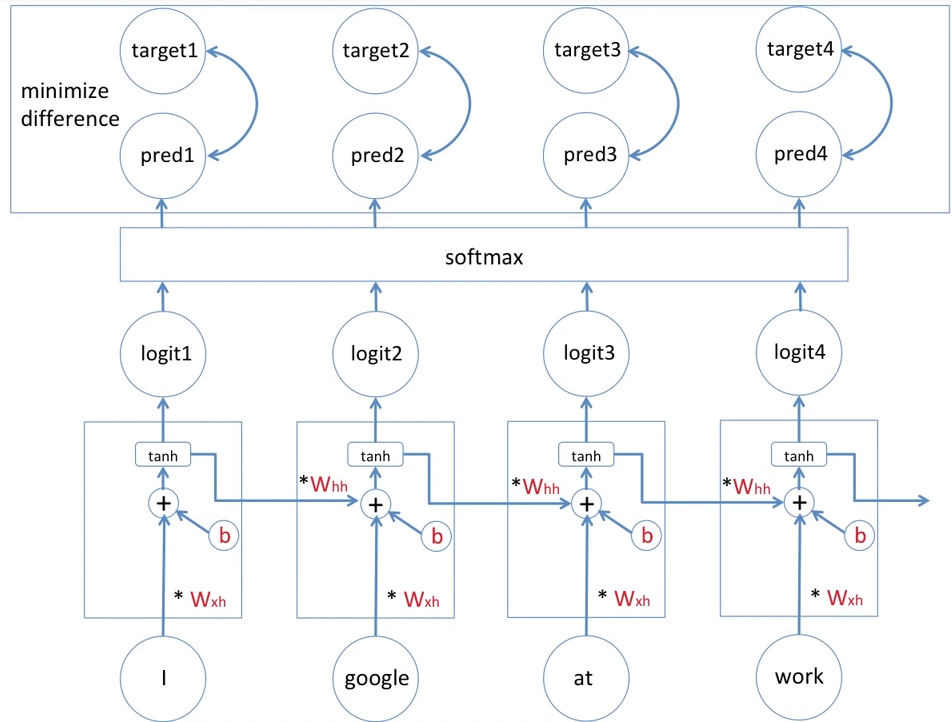 target1 target2 target3 target4
minimize
difference
pred1 pred2 pred3 pred4
softmax
logit1 logit2 logit3 logit4
tanh tanh tanh tanh
*Whh *Whh *Whh
+ + + +
b b b b
* Wxh * Wxh * Wxh * Wxh
I google at work